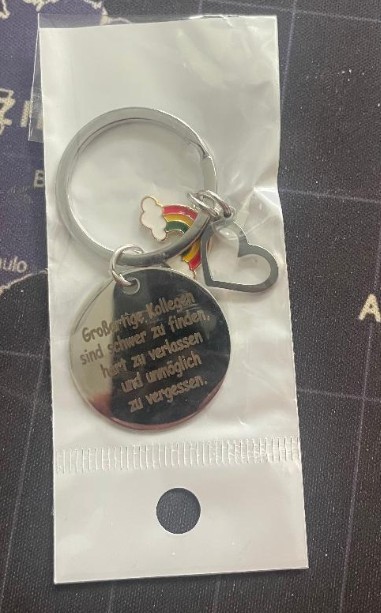 Großartige Kollegen
sind schwer zu finden,
hart zu verlassen
und unmöglich
zu vergessen.